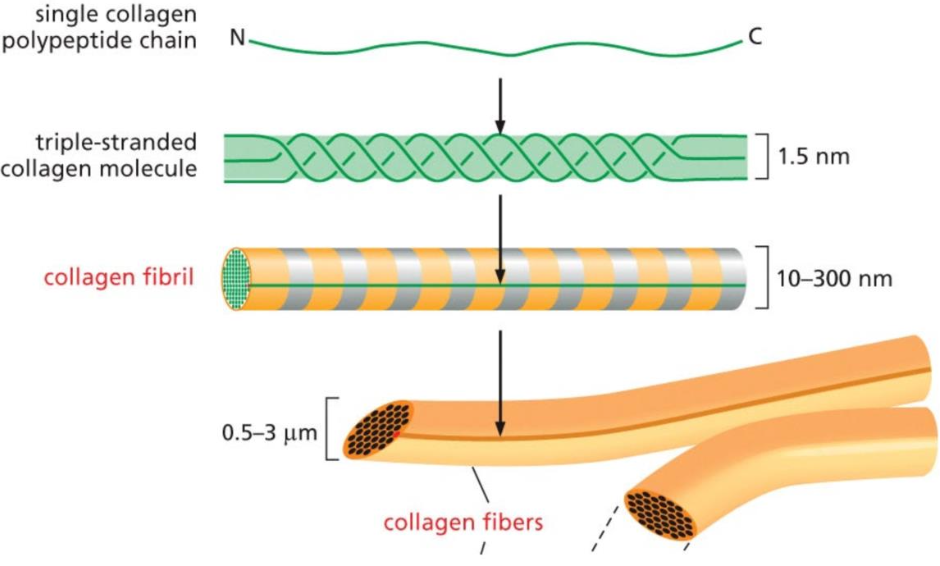 single collagen
polypeptide chain
N
C
triple-stranded
collagen molecule
1.5 nm
collagen fibril
10–300 nm
0.5–3 μm
collagen fibers